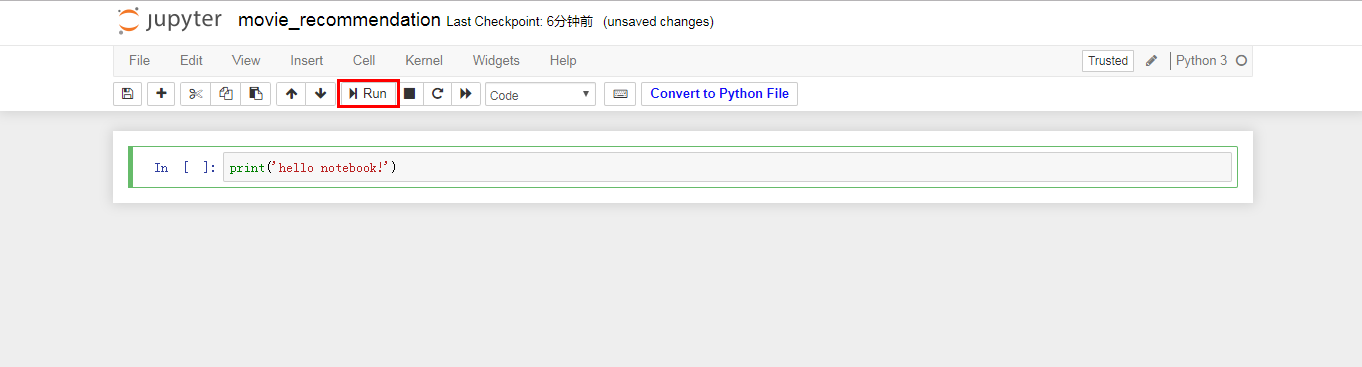 jupyter movie_recommendation Last Checkpoint: 6分钟前 (unsaved changes)
File Edit View Insert Cell Kernel Widgets Help Trusted Python 3
Run Code Convert to Python File
In [ ]: print('hello notebook!')